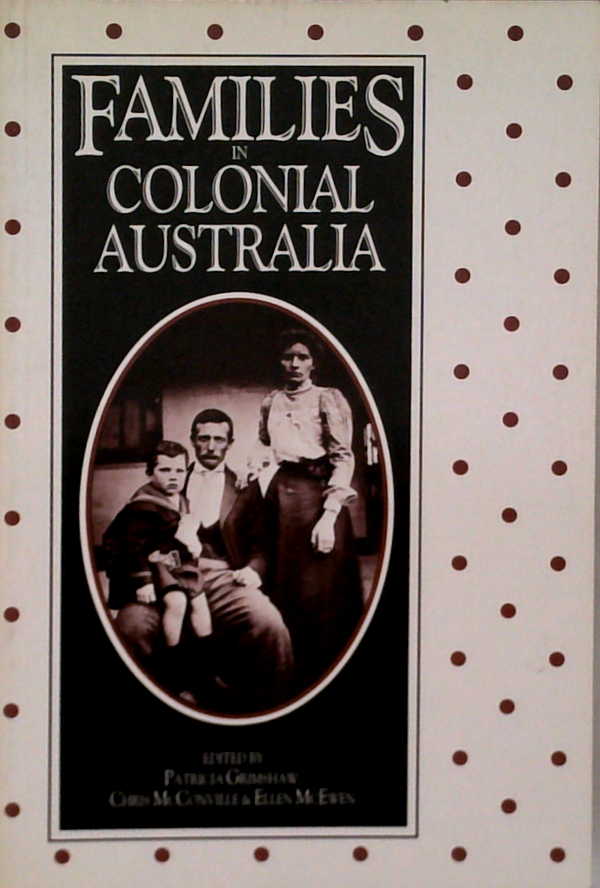 FAMILIES
IN
COLONIAL
AUSTRALIA
EDITED BY
PATRICIA GRIMSHAW
CHRIS MCCONVILLE & ELLEN MCEWEN